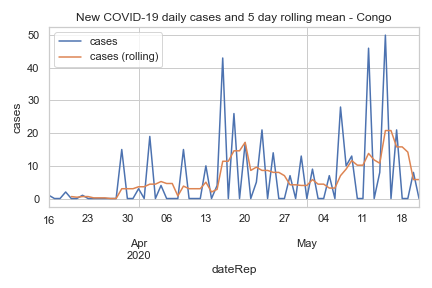 New COVID-19 daily cases and 5 day rolling mean - Congo
cases
cases (rolling)
50
40
30
20
10
0
cases
16 23 30 06 13 20 27 04 11 18
Apr May
2020
dateRep